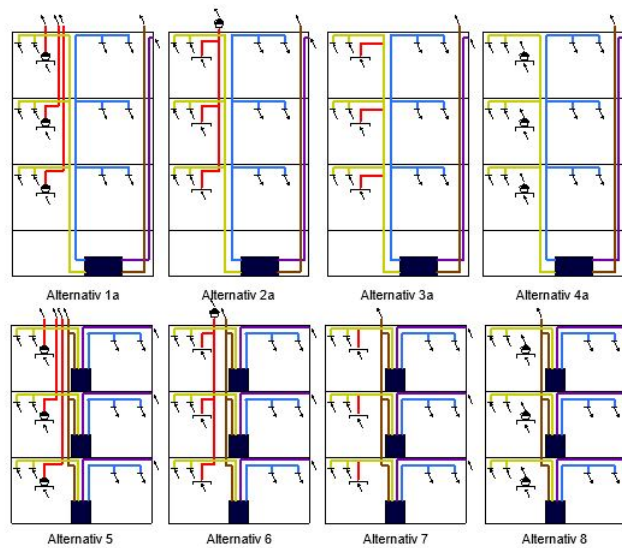 Alternativ 1a
Alternativ 2a
Alternativ 3a
Alternativ 4a
Alternativ 5
Alternativ 6
Alternativ 7
Alternativ 8